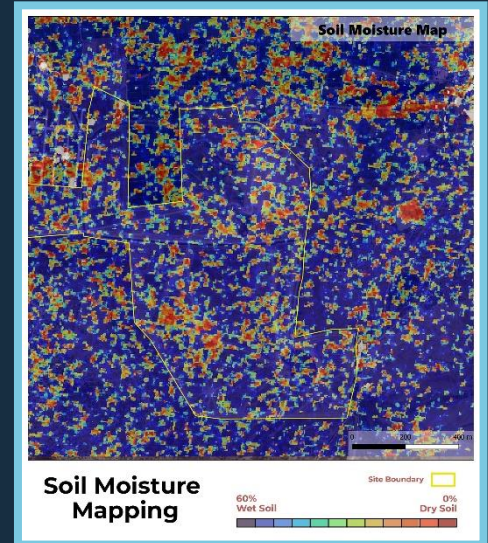 Soil Moisture Map
0 200 400 m
Soil Moisture
Mapping
Site Boundary
60%
Wet Soil
0%
Dry Soil